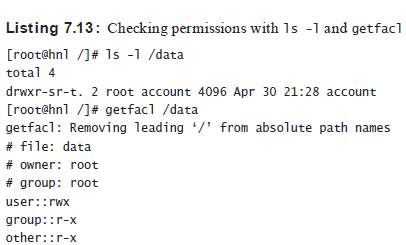 Listing 7.13: Checking permissions with ls -l and getfacl
[root@hnl /]# ls -l /data
total 4
drwxr-sr-t. 2 root account 4096 Apr 30 21:28 account
[root@hnl /]# getfacl /data
getfacl: Removing leading ‘/’ from absolute path names
# file: data
# owner: root
# group: root
user::rwx
group::r-x
other::r-x